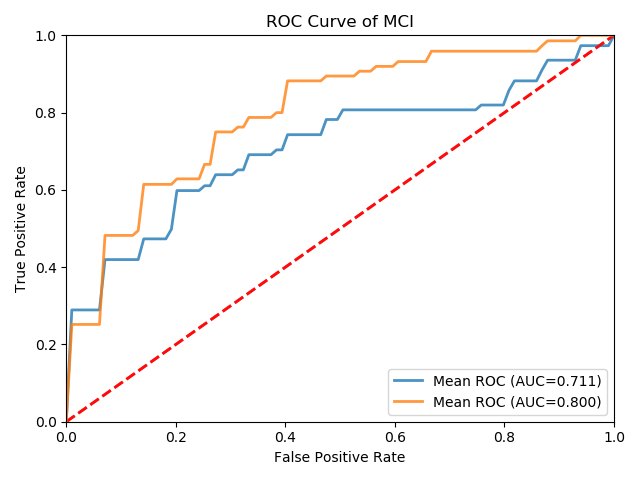 ROC Curve of MCI
True Positive Rate
1.0
0.8
0.6
0.4
0.2
0.0
Mean ROC (AUC=0.711)
Mean ROC (AUC=0.800)
0.0 0.2 0.4 0.6 0.8 1.0
False Positive Rate